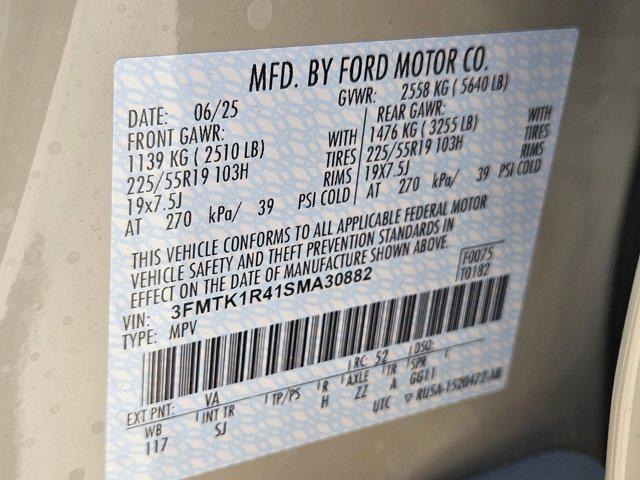 MFD. BY FORD MOTOR CO.
DATE: 06/25 GVWR: 2558 KG ( 5640 LB)
FRONT GAWR: REAR GAWR:
1139 KG ( 2510 LB) WITH 1476 KG ( 3255 LB) WITH
225/55R19 103H TIRES 225/55R19 103H TIRES
19x7.5J RIMS 19X7.5J RIMS
AT 270 kPa/ 39 PSI COLD AT 270 kPa/ 39 PSI COLD
THIS VEHICLE CONFORMS TO ALL APPLICABLE FEDERAL MOTOR
VEHICLE SAFETY AND THEFT PREVENTION STANDARDS IN
EFFECT ON THE DATE OF MANUFACTURE SHOWN ABOVE.
F0075
T0182
VIN: 3FMTK1R41SMA30882
TYPE: MPV
RC: 52 DSO:
EXT PNT: VA
WB INT TR TP/PS R AXLE TR SPR
117 SJ H ZZ A GG11
UTC RU5A-1520472-AB